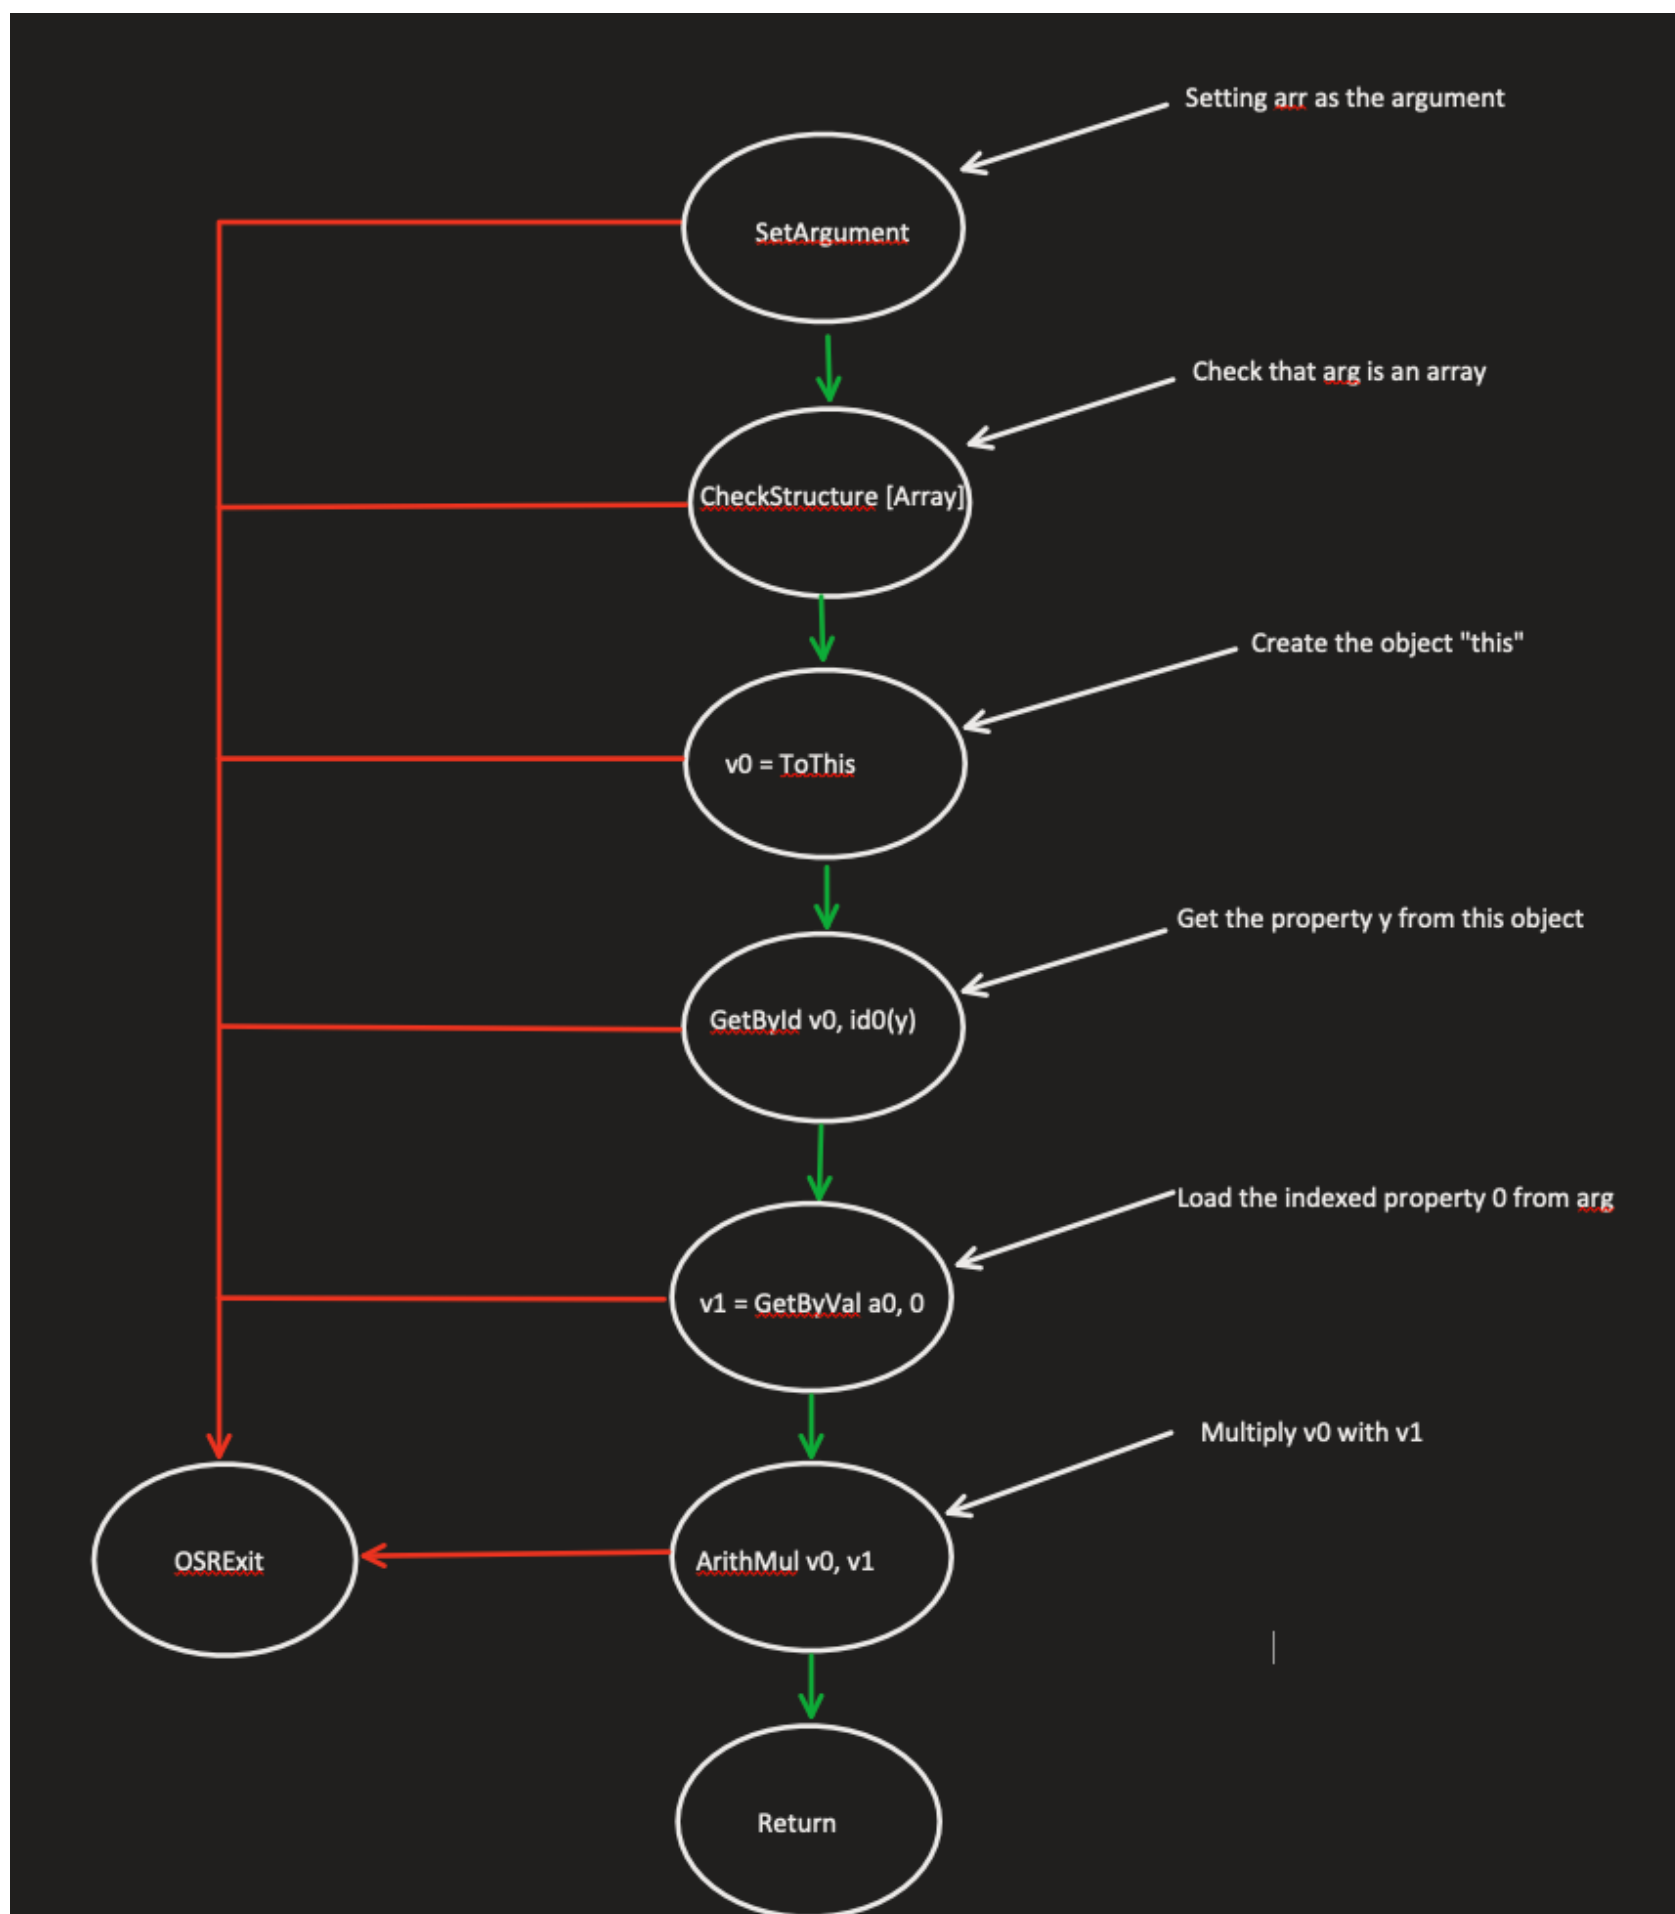 Setting arr as the argument
SetArgument
Check that arg is an array
CheckStructure [Array]
Create the object "this"
v0 = ToThis
Get the property y from this object
GetById v0, id0(y)
Load the indexed property 0 from arg
v1 = GetByVal a0, 0
Multiply v0 with v1
OSRExit
ArithMul v0, v1
Return